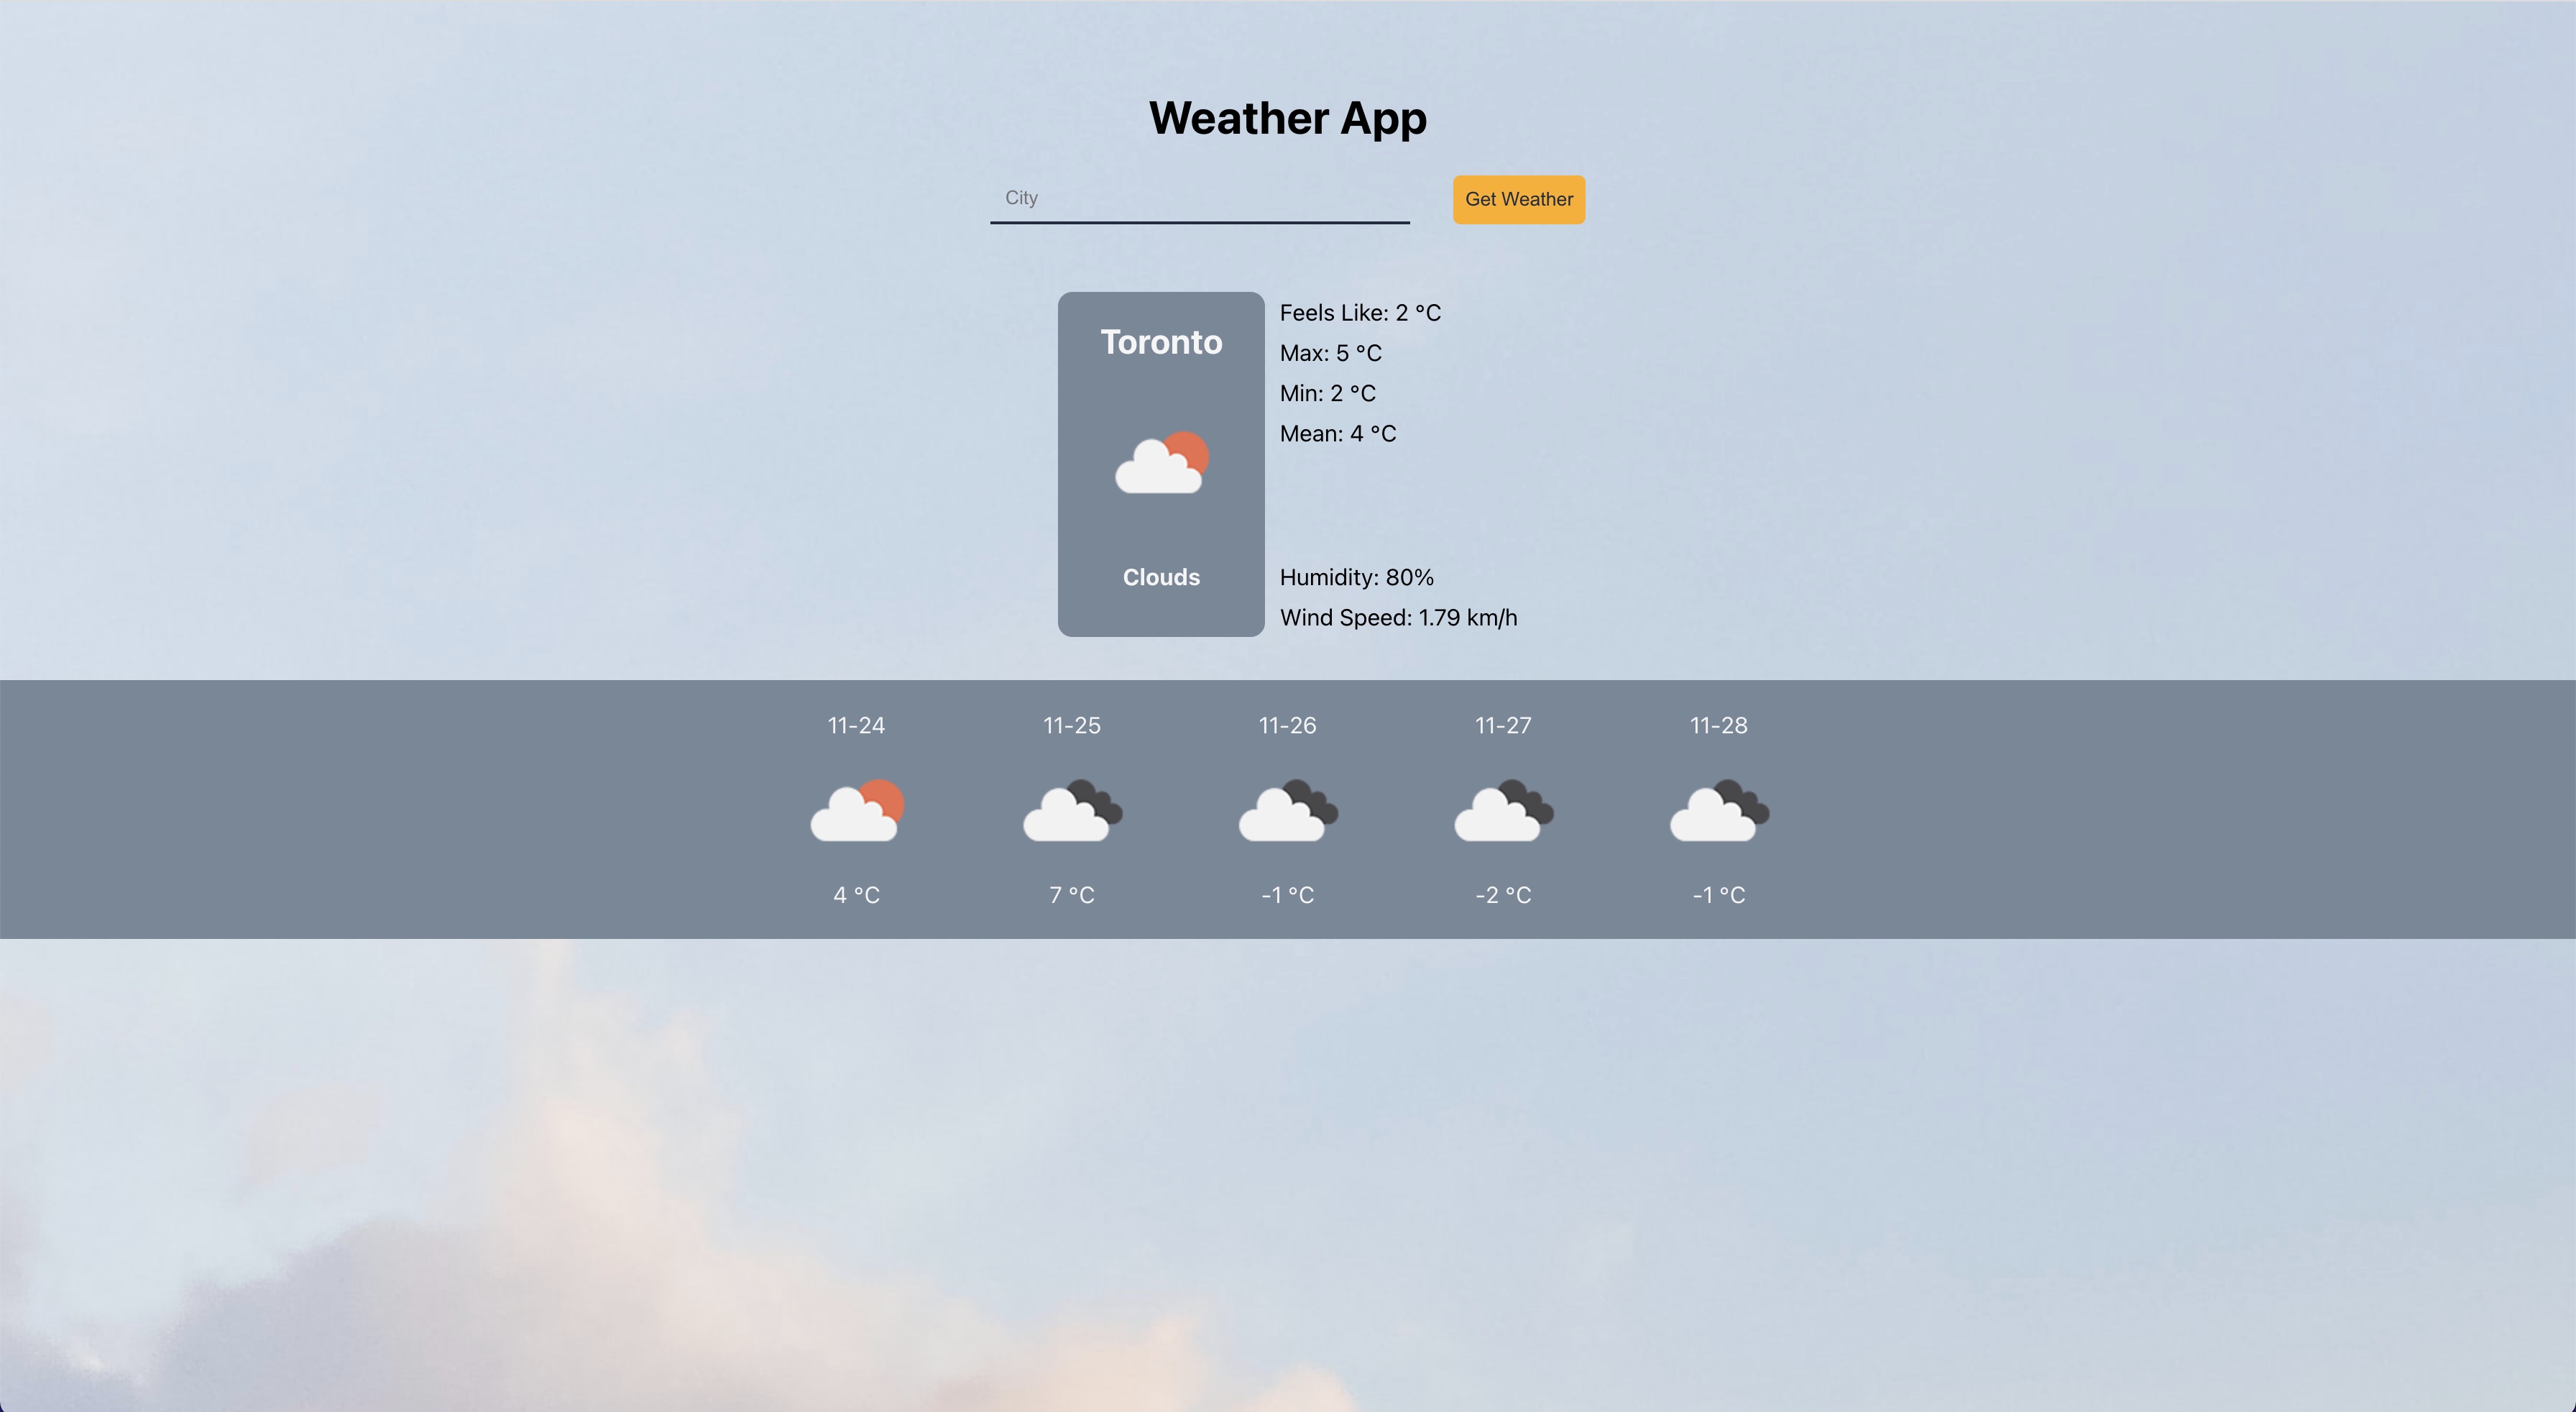 Weather App
City
Get Weather
Toronto
Clouds
Feels Like: 2 °C
Max: 5 °C
Min: 2 °C
Mean: 4 °C
Humidity: 80%
Wind Speed: 1.79 km/h
11-24 11-25 11-26 11-27 11-28
4 °C 7 °C -1 °C -2 °C -1 °C